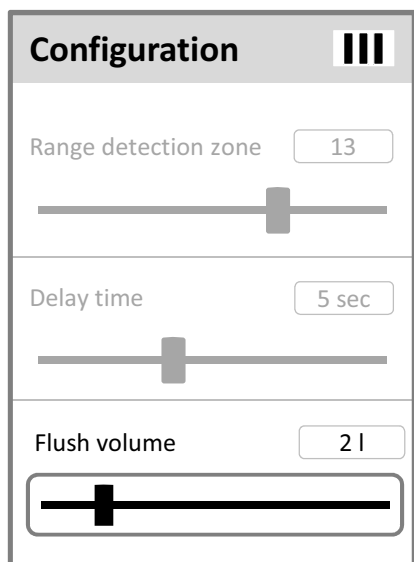 Configuration
Range detection zone 13
Delay time 5 sec
Flush volume 2 l